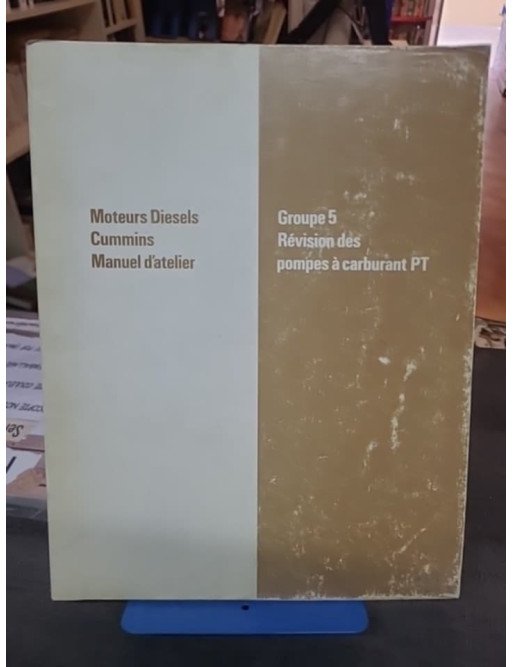 Moteurs Diesels
Cummins
Manuel d'atelier
Groupe 5
Révision des
pompes à carburant PT